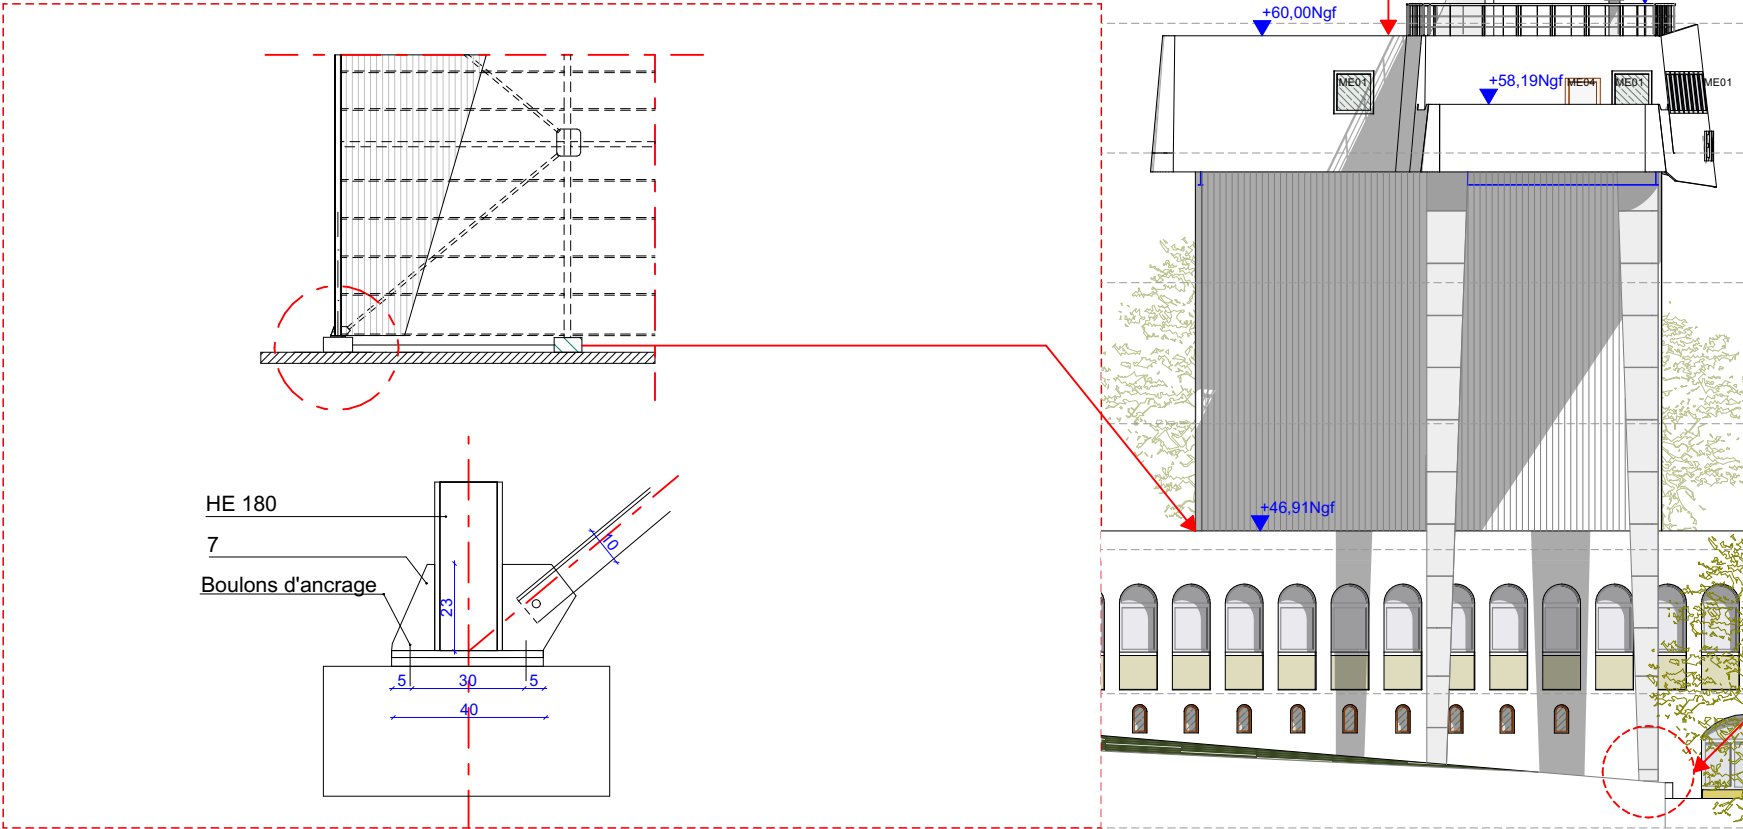 +60,00Ngf
ME01
+58,19Ngf
ME04
ME01
ME01
+46,91Ngf
HE 180
7
Boulons d'ancrage
10
23
5
30
5
40